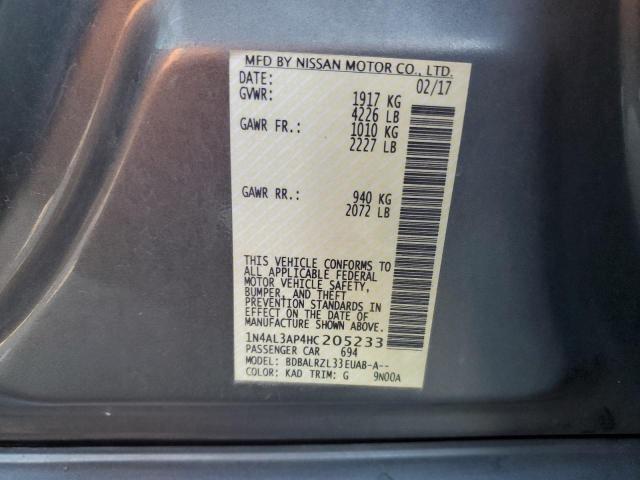 MFD BY NISSAN MOTOR CO., LTD.
DATE: 02/17
GVWR: 1917 KG
4226 LB
GAWR FR.: 1010 KG
2227 LB
GAWR RR.: 940 KG
2072 LB
THIS VEHICLE CONFORMS TO
ALL APPLICABLE FEDERAL
MOTOR VEHICLE SAFETY,
BUMPER, AND THEFT
PREVENTION STANDARDS IN
EFFECT ON THE DATE OF
MANUFACTURE SHOWN ABOVE.
1N4AL3AP4HC205233
PASSENGER CAR 694
MODEL: BDBALRZL33EUAB-A--
COLOR: KAD TRIM: G 9N00A